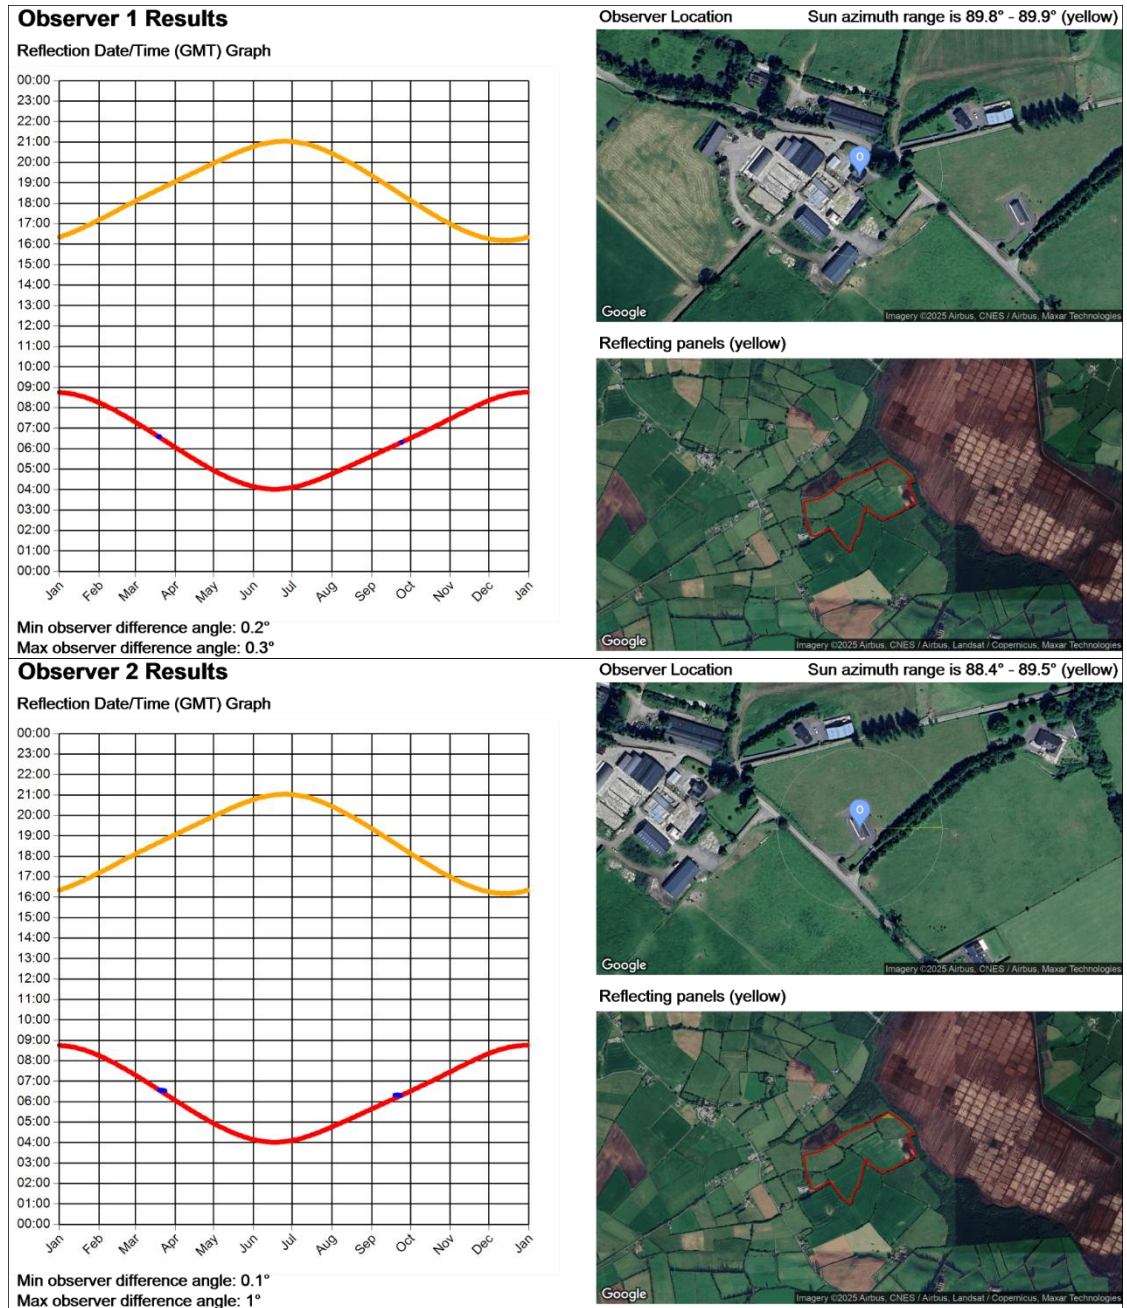 Observer 1 Results
Reflection Date/Time (GMT) Graph
00:00
23:00
22:00
21:00
20:00
19:00
18:00
17:00
16:00
15:00
14:00
13:00
12:00
11:00
10:00
09:00
08:00
07:00
06:00
05:00
04:00
03:00
02:00
01:00
00:00
Jan Feb Mar Apr May Jun Jul Aug Sep Oct Nov Dec Jan
Min observer difference angle: 0.2°
Max observer difference angle: 0.3°
Observer Location Sun azimuth range is 89.8° - 89.9° (yellow)
O
O
Google
Imagery ©2025 Airbus, CNES / Airbus, Maxar Technologies
Reflecting panels (yellow)
Google
Imagery ©2025 Airbus, CNES / Airbus, Landsat / Copernicus, Maxar Technologies
Observer 2 Results
Reflection Date/Time (GMT) Graph
00:00
23:00
22:00
21:00
20:00
19:00
18:00
17:00
16:00
15:00
14:00
13:00
12:00
11:00
10:00
09:00
08:00
07:00
06:00
05:00
04:00
03:00
02:00
01:00
00:00
Jan Feb Mar Apr May Jun Jul Aug Sep Oct Nov Dec Jan
Min observer difference angle: 0.1°
Max observer difference angle: 1°
Observer Location Sun azimuth range is 88.4° - 89.5° (yellow)
O
Google
Imagery ©2025 Airbus, CNES / Airbus, Maxar Technologies
Reflecting panels (yellow)
Google
Imagery ©2025 Airbus, CNES / Airbus, Landsat / Copernicus, Maxar Technologies